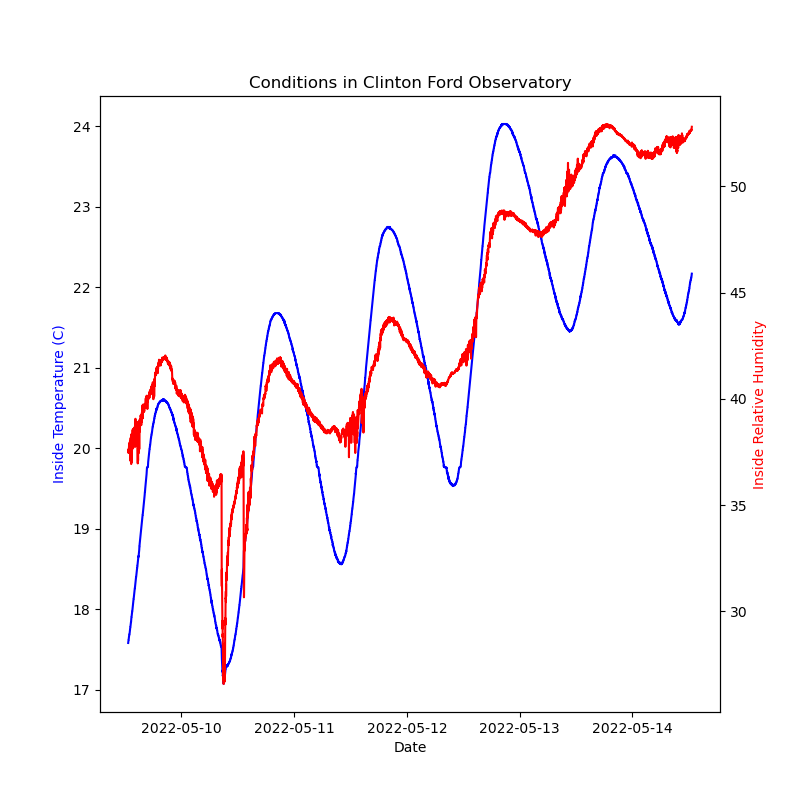 Conditions in Clinton Ford Observatory
Inside Temperature (C)
24
23
22
21
20
19
18
17
50
45
40
35
30
Inside Relative Humidity
2022-05-10 2022-05-11 2022-05-12 2022-05-13 2022-05-14
Date